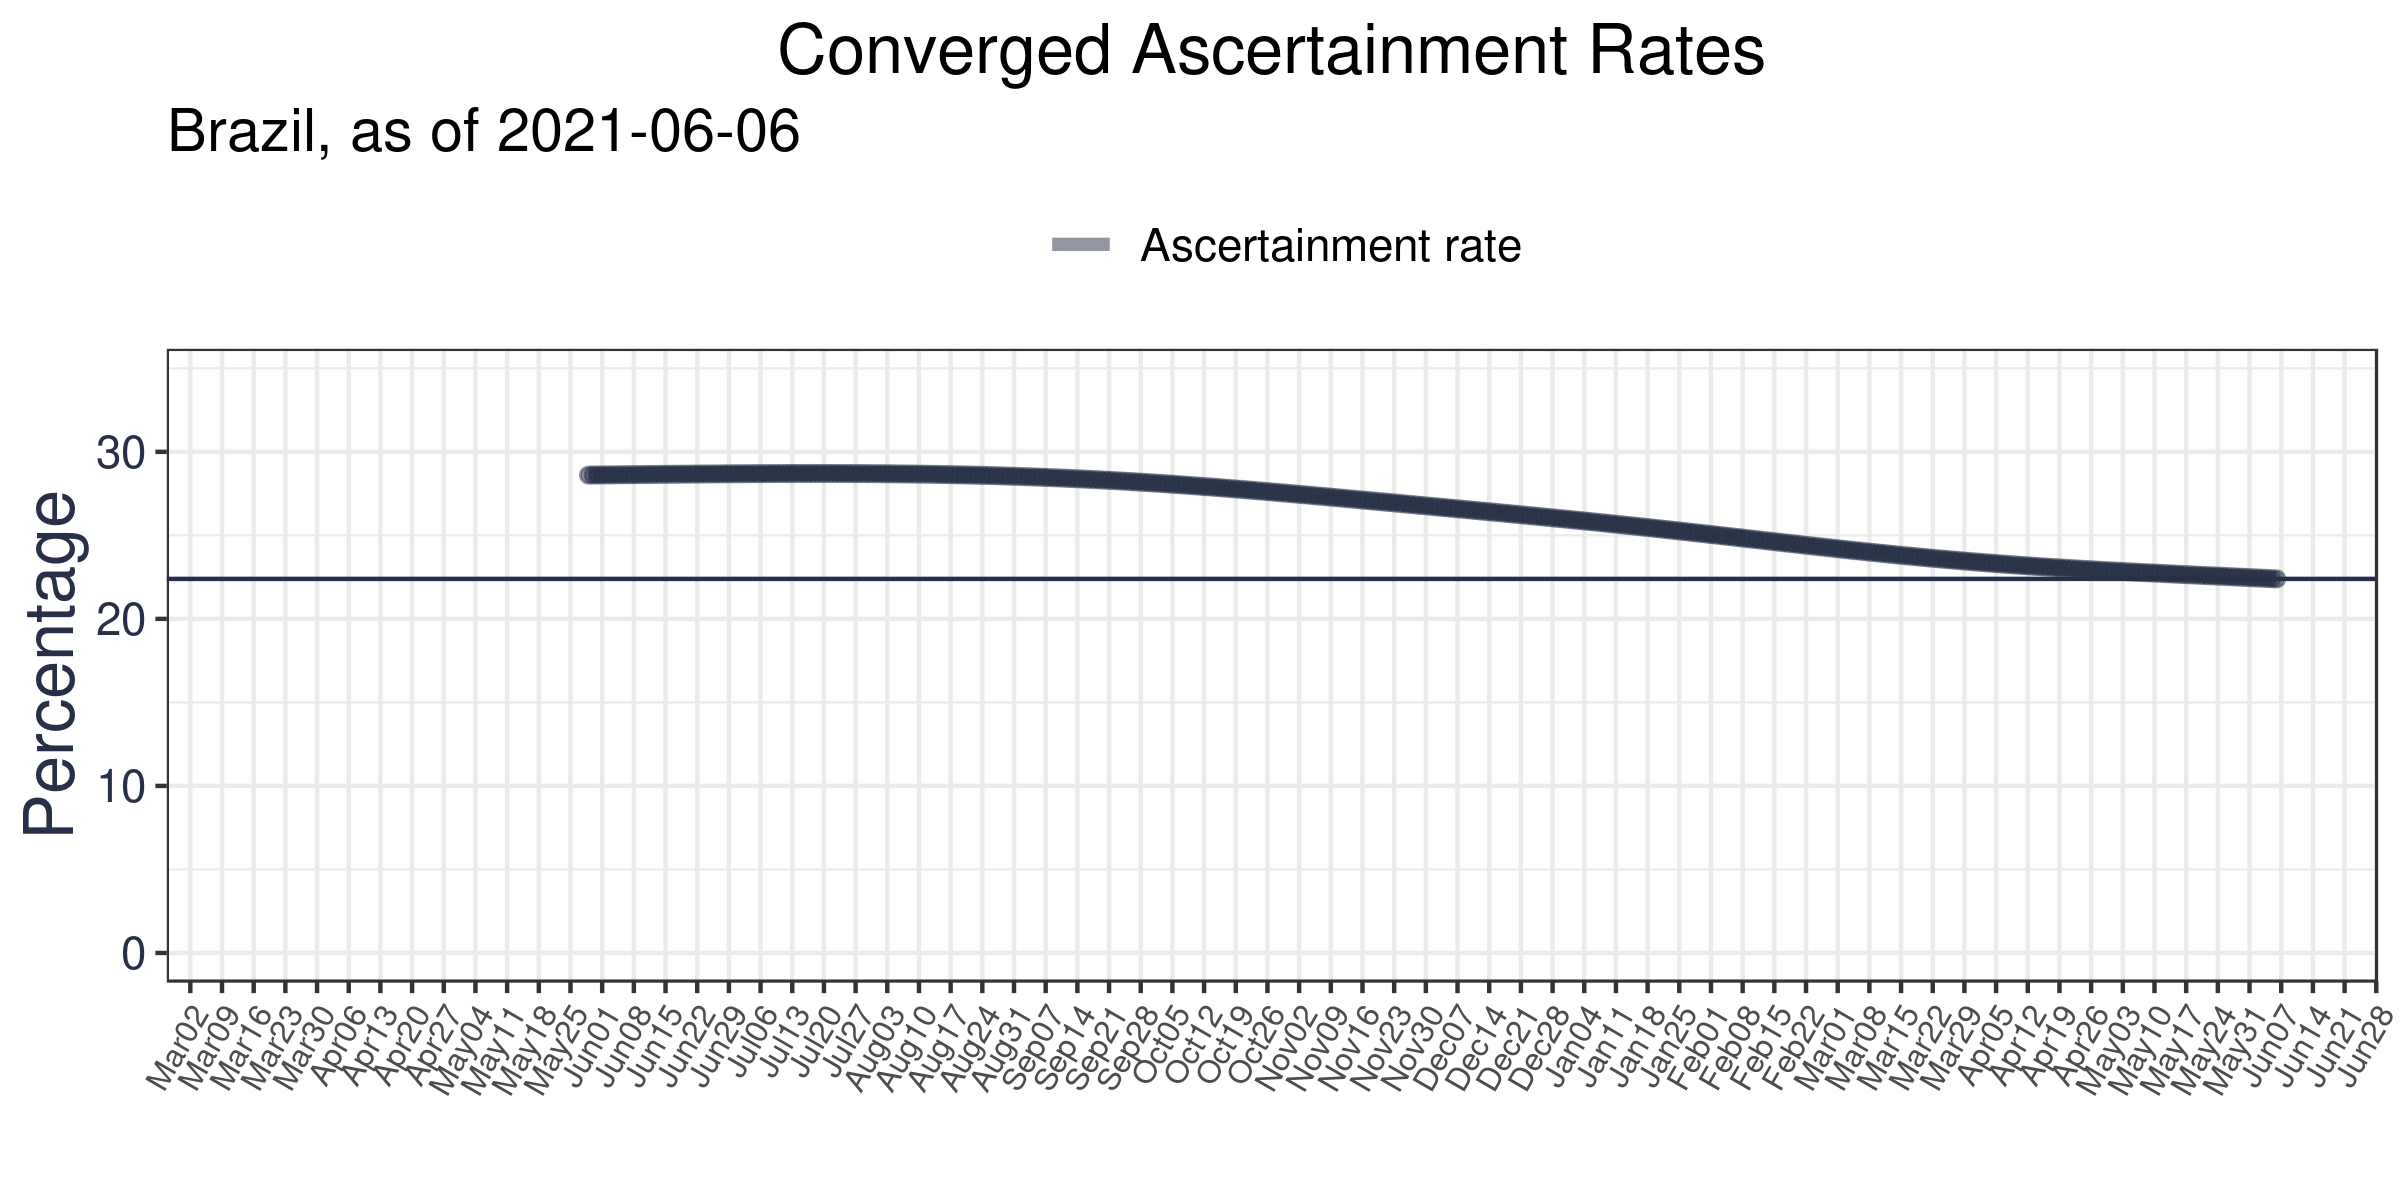 Converged Ascertainment Rates
Brazil, as of 2021-06-06
Ascertainment rate
Percentage
30
20
10
0
Mar02
Mar09
Mar16
Mar23
Mar30
Apr06
Apr13
Apr20
Apr27
May04
May11
May18
May25
Jun01
Jun08
Jun15
Jun22
Jun29
Jul06
Jul13
Jul20
Jul27
Aug03
Aug10
Aug17
Aug24
Aug31
Sep07
Sep14
Sep21
Sep28
Oct05
Oct12
Oct19
Oct26
Nov02
Nov09
Nov16
Nov23
Nov30
Dec07
Dec14
Dec21
Dec28
Jan04
Jan11
Jan18
Jan25
Feb01
Feb08
Feb15
Feb22
Mar01
Mar08
Mar15
Mar22
Mar29
Apr05
Apr12
Apr19
Apr26
May03
May10
May17
May24
May31
Jun07
Jun14
Jun21
Jun28